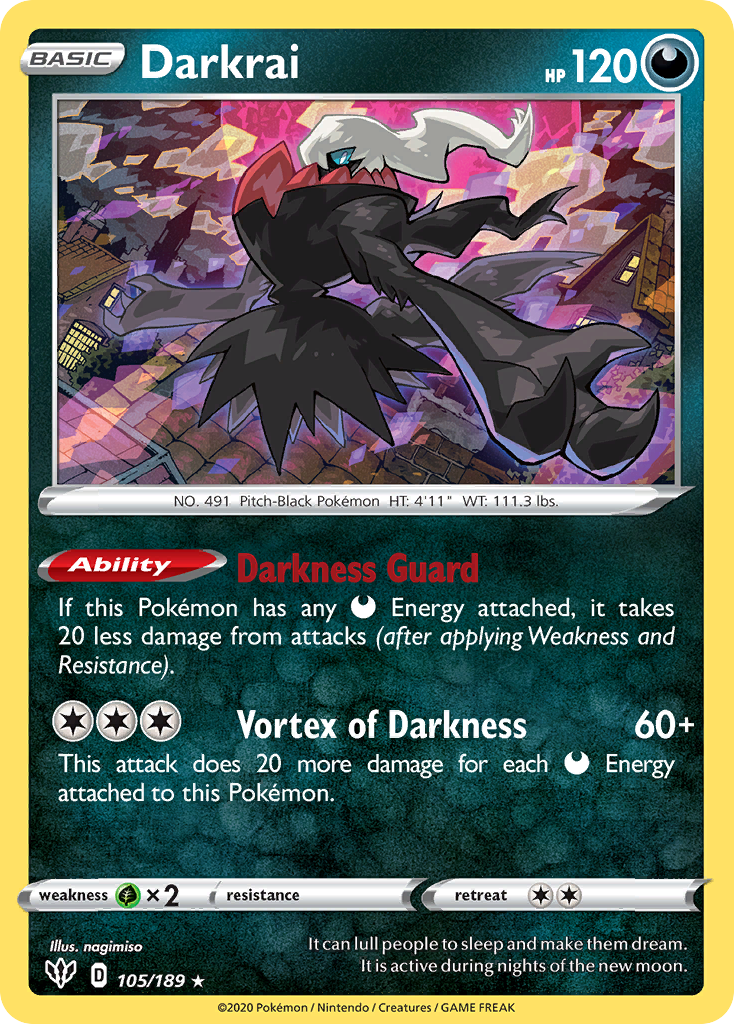 BASIC Darkrai HP 120
NO. 491 Pitch-Black Pokémon HT: 4'11" WT: 111.3 lbs.
Ability Darkness Guard
If this Pokémon has any Energy attached, it takes
20 less damage from attacks (after applying Weakness and
Resistance).
Vortex of Darkness 60+
This attack does 20 more damage for each Energy
attached to this Pokémon.
weakness ×2 resistance retreat
Illus. nagimiso
It can lull people to sleep and make them dream.
It is active during nights of the new moon.
D 105/189 ★
©2020 Pokémon / Nintendo / Creatures / GAME FREAK